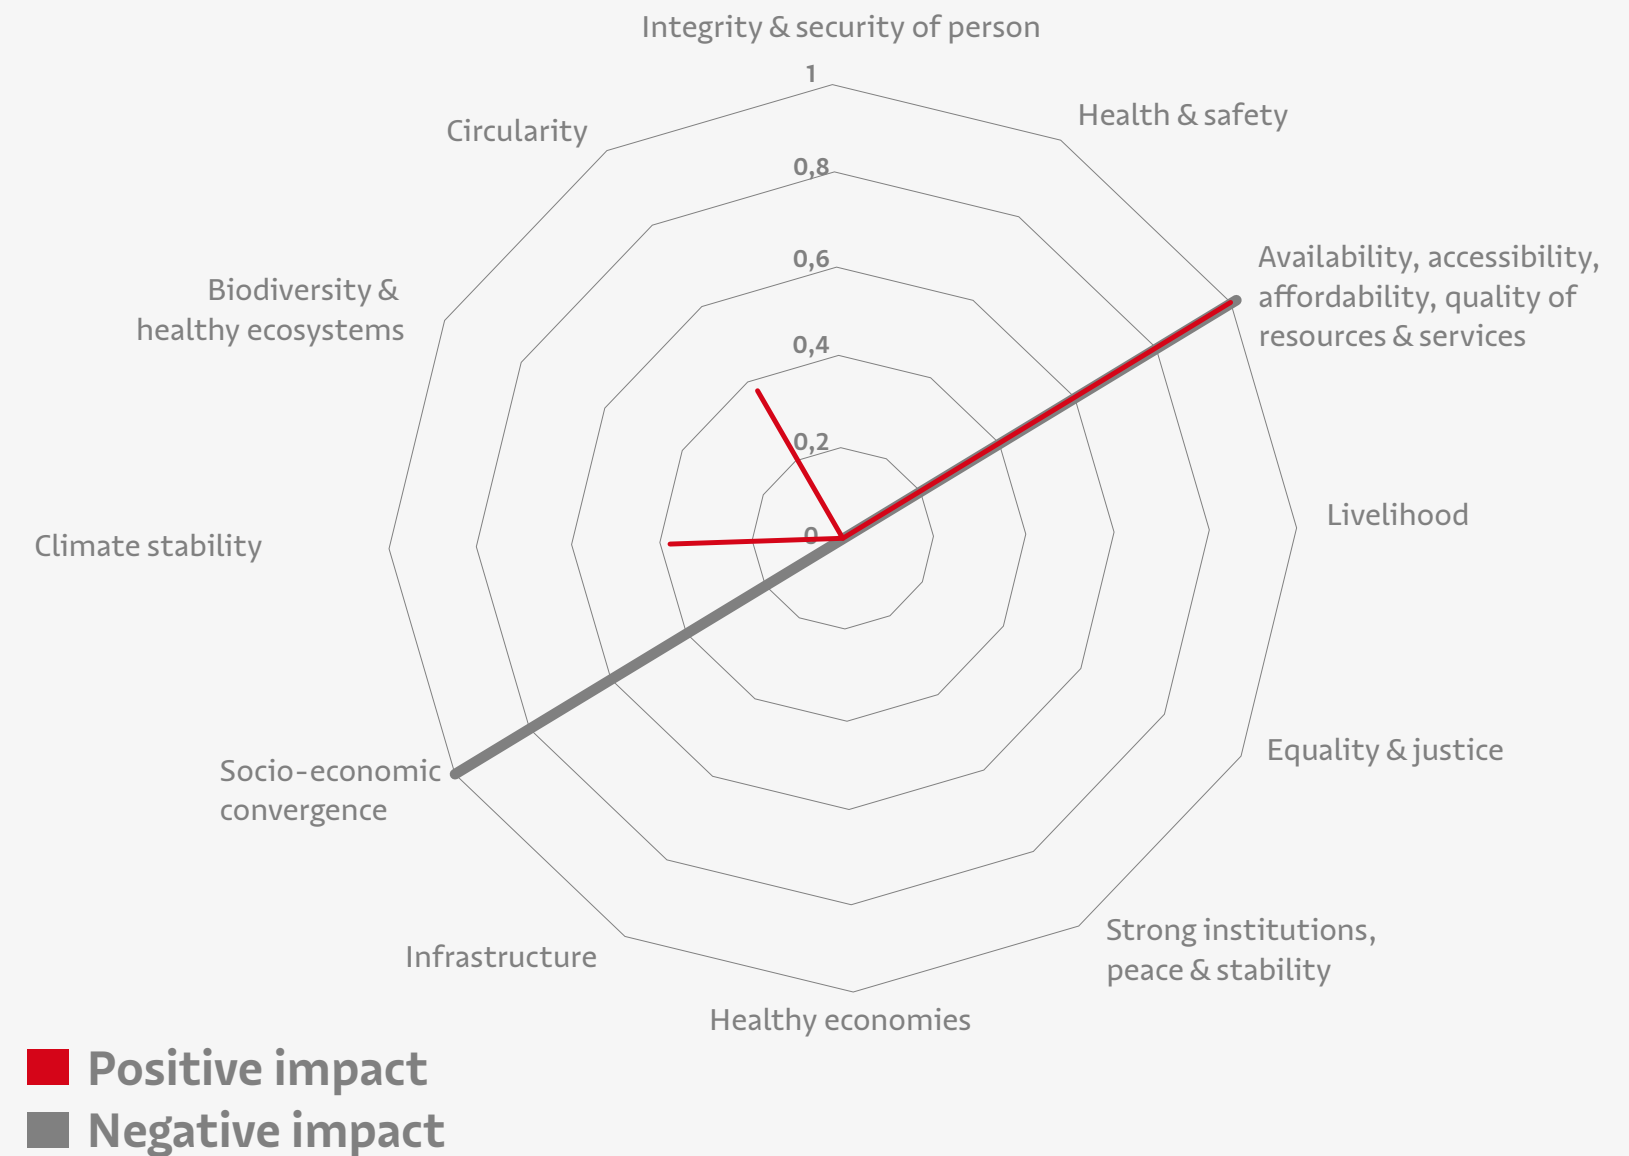 Integrity & security of person
1
Health & safety
Circularity
0,8
Availability, accessibility,
affordability, quality of
resources & services
0,6
Biodiversity &
healthy ecosystems
0,4
0,2
Livelihood
0
Climate stability
Equality & justice
Socio-economic
convergence
Strong institutions,
peace & stability
Infrastructure
Healthy economies
Positive impact
Negative impact